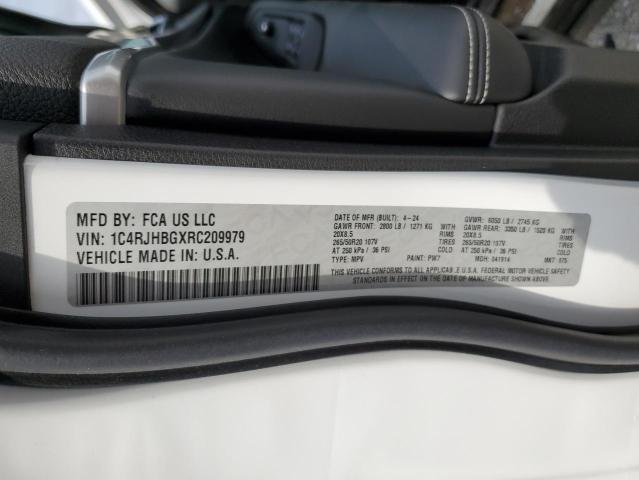 MFD BY: FCA US LLC
VIN: 1C4RJHBGXRC209979
VEHICLE MADE IN: U.S.A.
DATE OF MFR (BUILT): 4-24 GVWR: 6050 LB / 2745 KG
GAWR FRONT: 2800 LB / 1271 KG WITH GAWR REAR: 3350 LB / 1520 KG WITH
20X8.5 RIMS 20X8.5 RIMS
265/50R20 107V TIRES 265/50R20 107V TIRES
AT 250 kPa / 36 PSI COLD AT 250 kPa / 36 PSI COLD
TYPE: MPV PAINT: PW7 MDH: 041914 MKT: 575
THIS VEHICLE CONFORMS TO ALL APPLICABLE U.S.A. FEDERAL MOTOR VEHICLE SAFETY
STANDARDS IN EFFECT ON THE DATE OF MANUFACTURE SHOWN ABOVE.